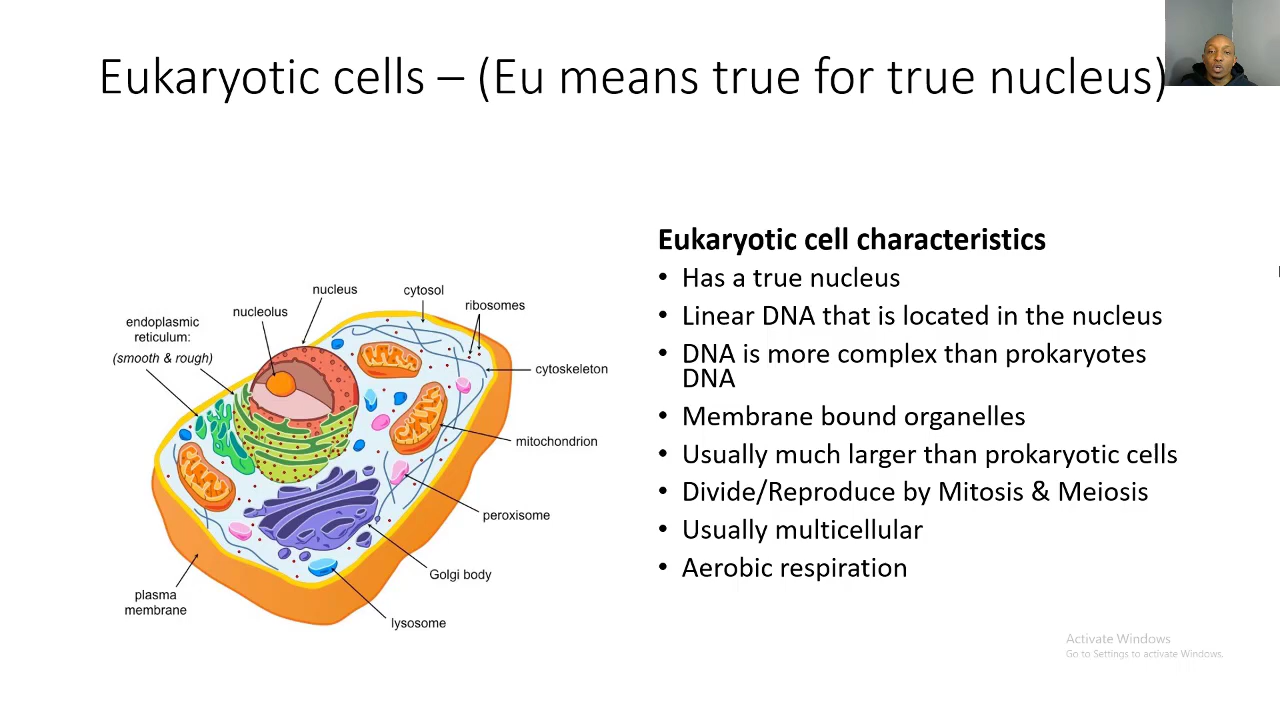 Eukaryotic cells – (Eu means true for true nucleus)
Eukaryotic cell characteristics
• Has a true nucleus
• Linear DNA that is located in the nucleus
• DNA is more complex than prokaryotes
DNA
• Membrane bound organelles
• Usually much larger than prokaryotic cells
• Divide/Reproduce by Mitosis & Meiosis
• Usually multicellular
• Aerobic respiration
nucleus
cytosol
ribosomes
nucleolus
endoplasmic
reticulum:
(smooth & rough)
cytoskeleton
mitochondrion
peroxisome
Golgi body
plasma
membrane
lysosome
Activate Windows
Go to Settings to activate Windows.